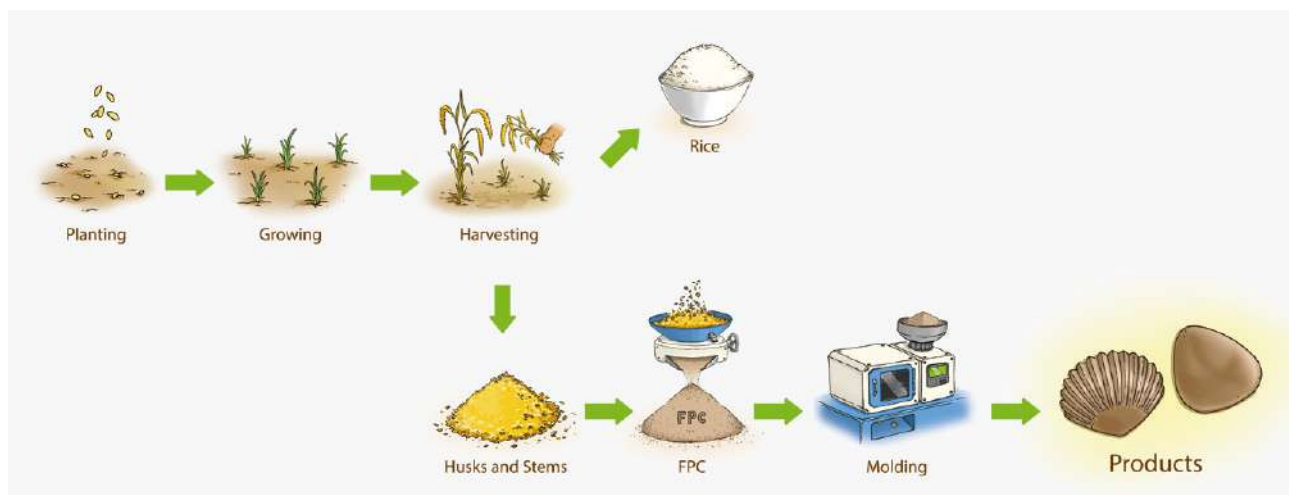 Rice
Planting
Growing
Harvesting
FPC
Husks and Stems
FPC
Molding
Products